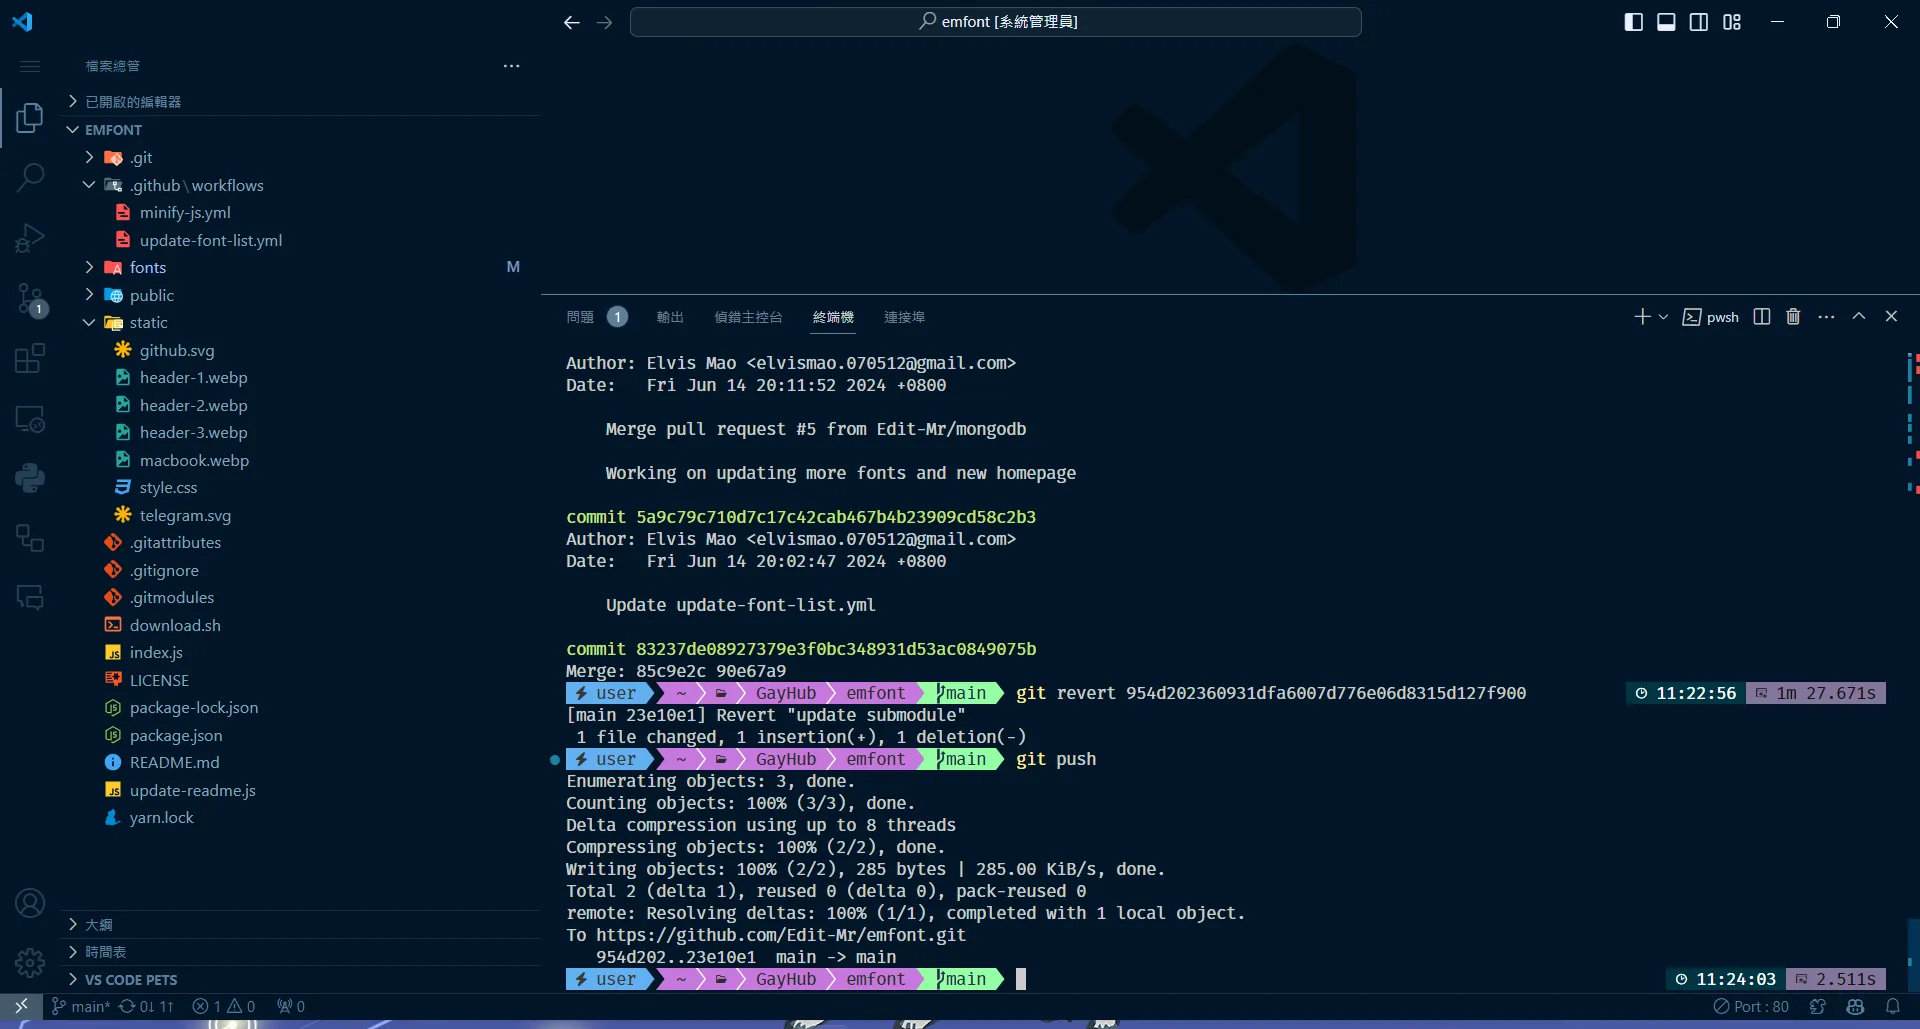 emfont [系統管理員]
檔案總管
已開啟的編輯器
EMFONT
.git
.github\workflows
minify-js.yml
update-font-list.yml
fonts M
public
static
github.svg
header-1.webp
header-2.webp
header-3.webp
macbook.webp
style.css
telegram.svg
.gitattributes
.gitignore
.gitmodules
download.sh
index.js
LICENSE
package-lock.json
package.json
README.md
update-readme.js
yarn.lock
大綱
時間表
VS CODE PETS
1
問題 1 輸出 偵錯主控台 終端機 連接埠
pwsh
Author: Elvis Mao <elvismao.070512@gmail.com>
Date:   Fri Jun 14 20:11:52 2024 +0800
Merge pull request #5 from Edit-Mr/mongodb
Working on updating more fonts and new homepage
commit 5a9c79c710d7c17c42cab467b4b23909cd58c2b3
Author: Elvis Mao <elvismao.070512@gmail.com>
Date:   Fri Jun 14 20:02:47 2024 +0800
Update update-font-list.yml
commit 83237de08927379e3f0bc348931d53ac0849075b
Merge: 85c9e2c 90e67a9
user ~ GayHub emfont main git revert 954d202360931dfa6007d776e06d8315d127f900 11:22:56 1m 27.671s
[main 23e10e1] Revert "update submodule"
1 file changed, 1 insertion(+), 1 deletion(-)
user ~ GayHub emfont main git push
Enumerating objects: 3, done.
Counting objects: 100% (3/3), done.
Delta compression using up to 8 threads
Compressing objects: 100% (2/2), done.
Writing objects: 100% (2/2), 285 bytes | 285.00 KiB/s, done.
Total 2 (delta 1), reused 0 (delta 0), pack-reused 0
remote: Resolving deltas: 100% (1/1), completed with 1 local object.
To https://github.com/Edit-Mr/emfont.git
954d202..23e10e1  main -> main
user ~ GayHub emfont main 11:24:03 2.511s
main* 0↓ 1↑ 1 0 0 Port : 80